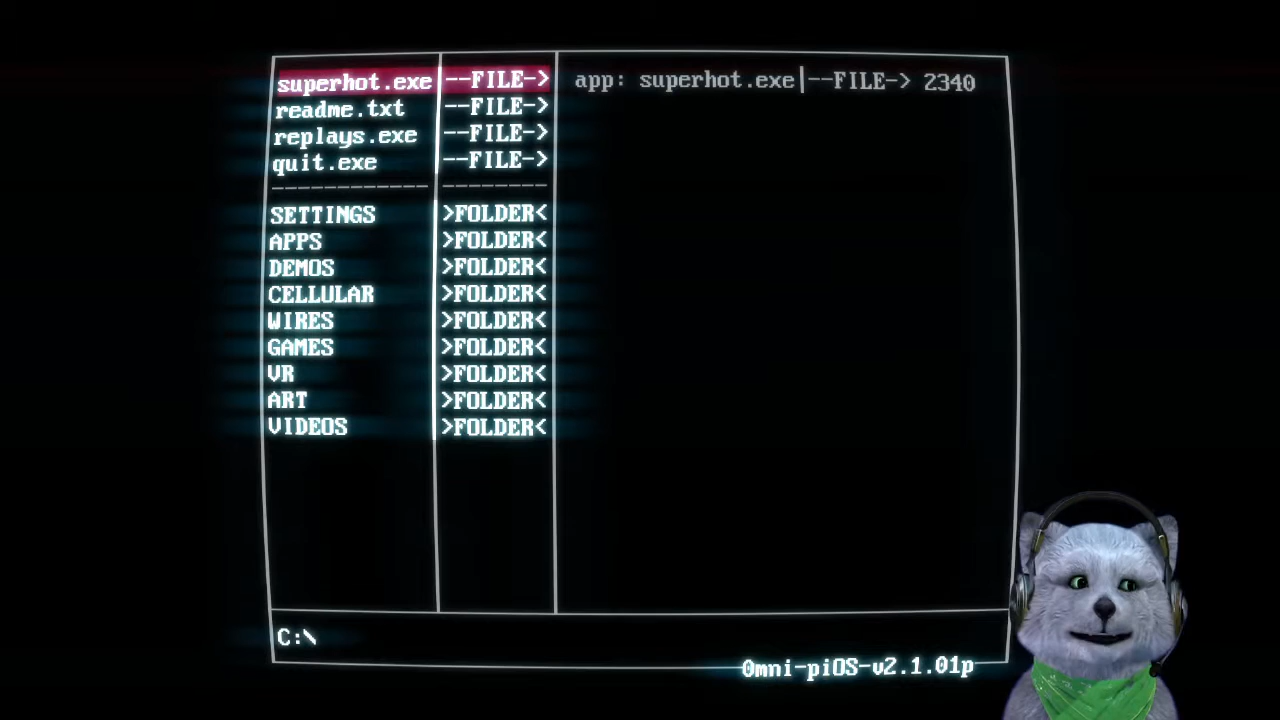 superhot.exe --FILE-> app: superhot.exe|--FILE-> 2340
readme.txt --FILE->
replays.exe --FILE->
quit.exe --FILE->
------------ --------
SETTINGS >FOLDER<
APPS >FOLDER<
DEMOS >FOLDER<
CELLULAR >FOLDER<
WIRES >FOLDER<
GAMES >FOLDER<
VR >FOLDER<
ART >FOLDER<
VIDEOS >FOLDER<
C:\
0mni-piOS-v2.1.01p